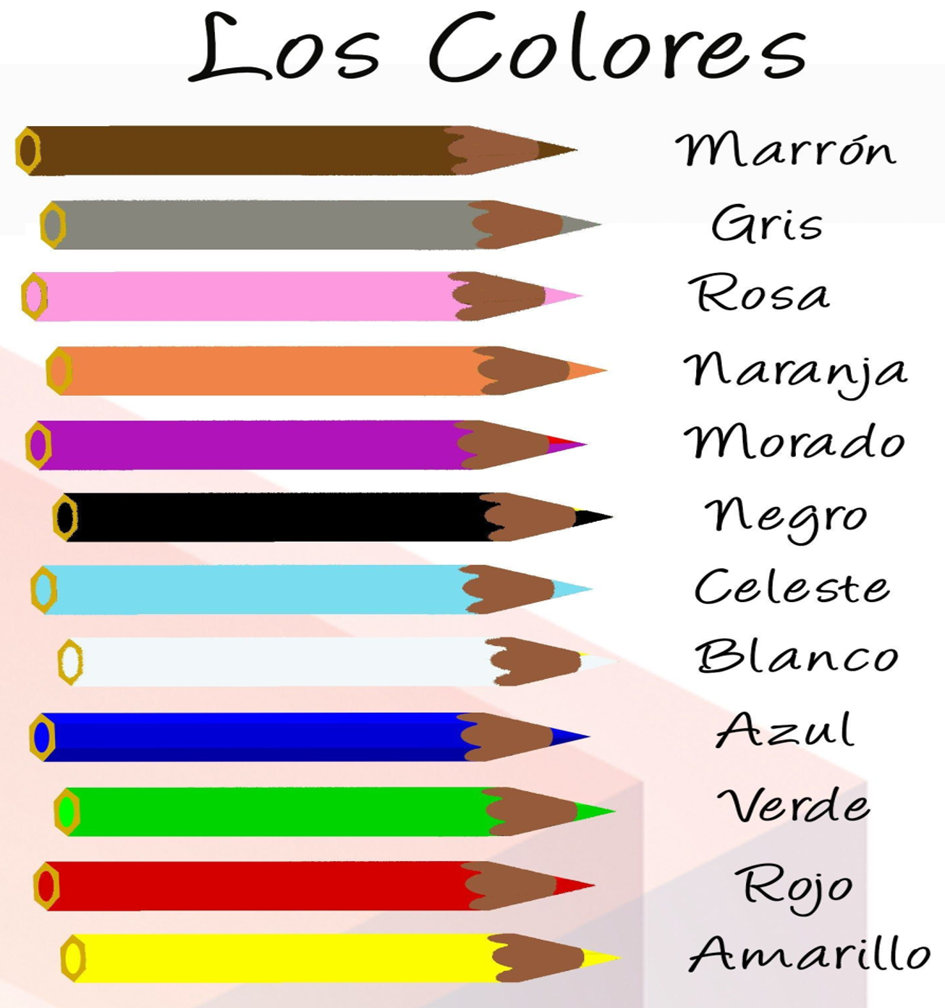 Los Colores
Marrón
Gris
Rosa
Naranja
Morado
Negro
Celeste
Blanco
Azul
Verde
Rojo
Amarillo